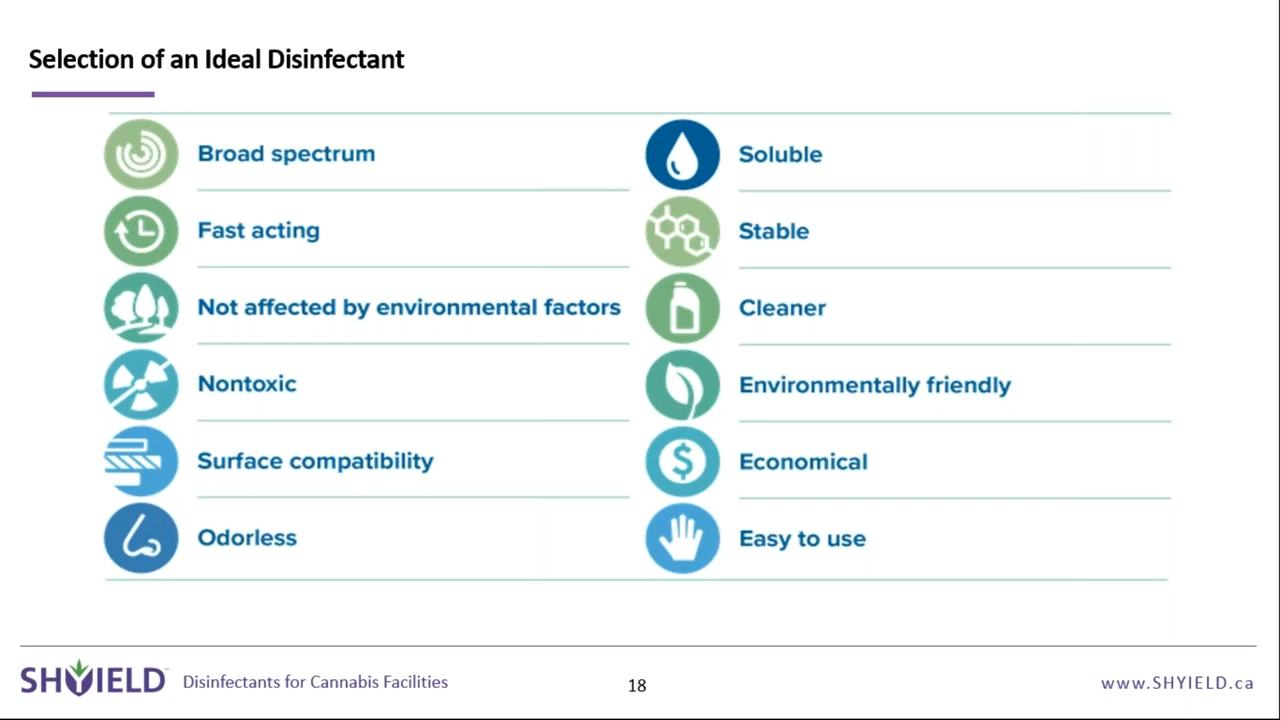 Selection of an Ideal Disinfectant
Broad spectrum
Fast acting
Not affected by environmental factors
Nontoxic
Surface compatibility
Odorless
Soluble
Stable
Cleaner
Environmentally friendly
Economical
Easy to use
SHYIELD™ Disinfectants for Cannabis Facilities
18
www.SHYIELD.ca